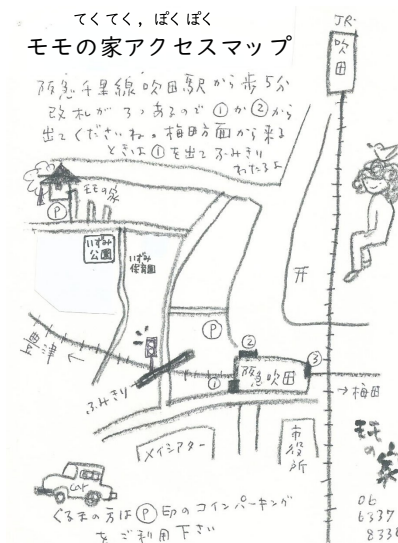 てくてく，ぽくぽく
モモの家アクセスマップ
JR
吹田
阪急千里線吹田駅から歩5分
改札が3つあるので①か②から
出てくださいね。梅田方面から来る
ときは①を出てふみきり
わたるよ
モモの家
P
いずみ
公園
いずみ
保育園
P
②
③
阪急吹田
①
豊津
←
ふみきり
→梅田
メイシアター
市役所
モモの家
06
6337
8330
car
くるまの方はⓅ印のコインパーキング
をご利用下さい